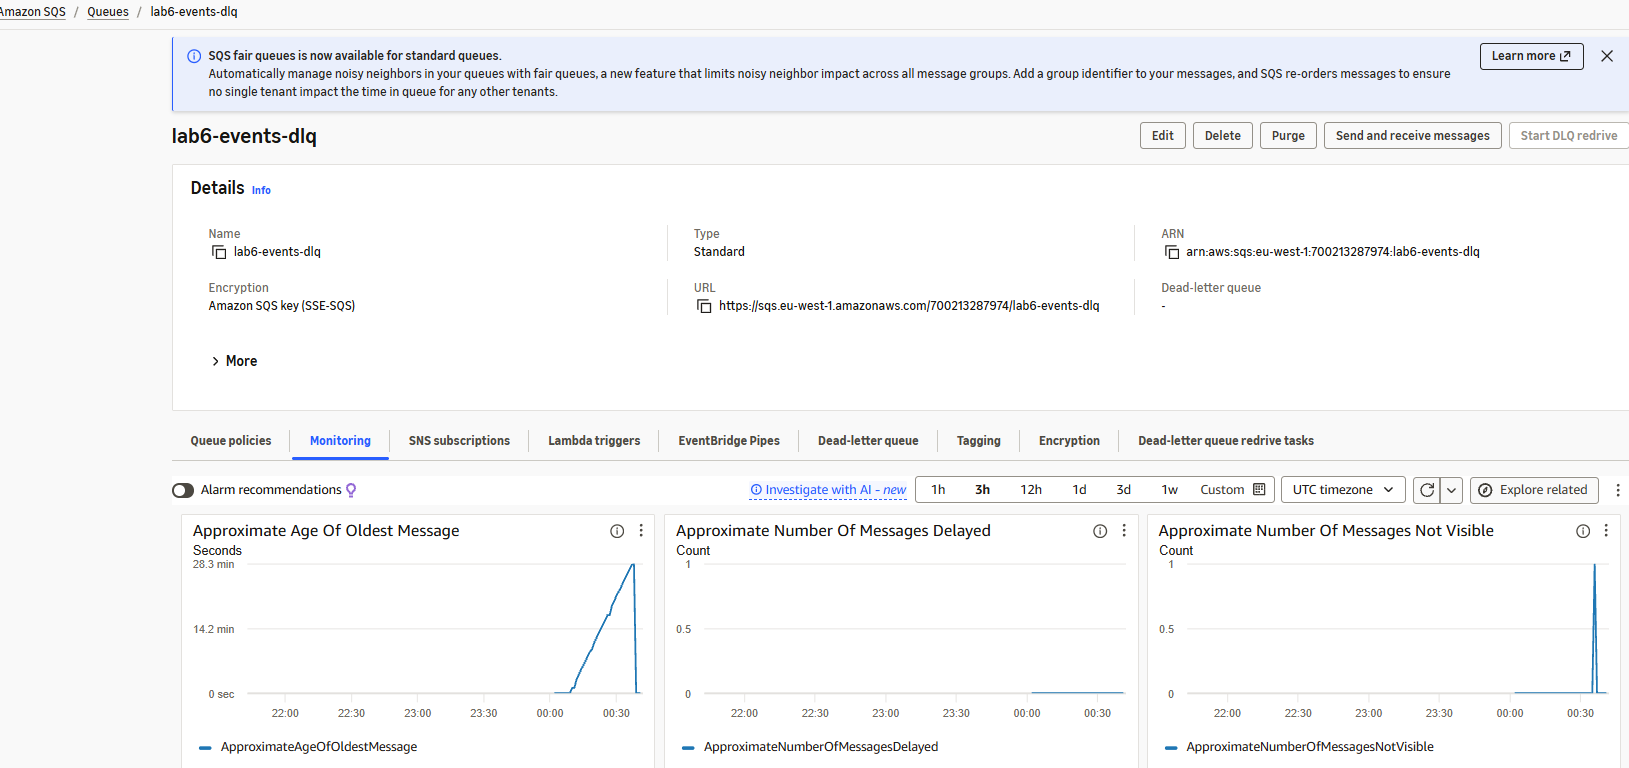 Amazon SQS / Queues / lab6-events-dlq
SQS fair queues is now available for standard queues.
Automatically manage noisy neighbors in your queues with fair queues, a new feature that limits noisy neighbor impact across all message groups. Add a group identifier to your messages, and SQS re-orders messages to ensure
no single tenant impact the time in queue for any other tenants.
Learn more
lab6-events-dlq
Edit Delete Purge Send and receive messages Start DLQ redrive
Details Info
Name
lab6-events-dlq
Type
Standard
ARN
arn:aws:sqs:eu-west-1:700213287974:lab6-events-dlq
Encryption
Amazon SQS key (SSE-SQS)
URL
https://sqs.eu-west-1.amazonaws.com/700213287974/lab6-events-dlq
Dead-letter queue
-
More
Queue policies Monitoring SNS subscriptions Lambda triggers EventBridge Pipes Dead-letter queue Tagging Encryption Dead-letter queue redrive tasks
Alarm recommendations
Investigate with AI - new
1h 3h 12h 1d 3d 1w Custom
UTC timezone
Explore related
Approximate Age Of Oldest Message
Seconds
28.3 min
14.2 min
0 sec
22:00 22:30 23:00 23:30 00:00 00:30
ApproximateAgeOfOldestMessage
Approximate Number Of Messages Delayed
Count
1
0.5
0
22:00 22:30 23:00 23:30 00:00 00:30
ApproximateNumberOfMessagesDelayed
Approximate Number Of Messages Not Visible
Count
1
0.5
0
22:00 22:30 23:00 23:30 00:00 00:30
ApproximateNumberOfMessagesNotVisible